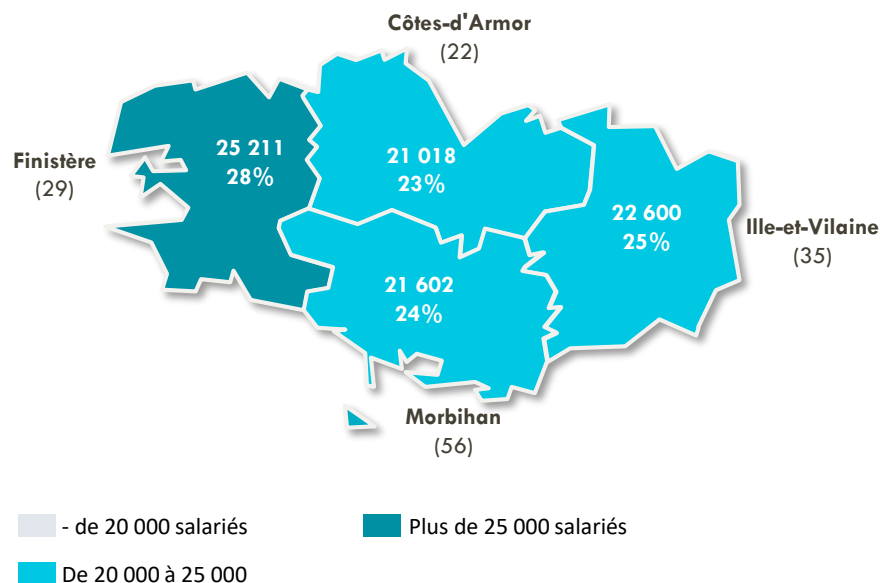 Côtes-d'Armor
(22)
Finistère
(29)
25 211
28%
21 018
23%
22 600
25%
Ille-et-Vilaine
(35)
21 602
24%
Morbihan
(56)
- de 20 000 salariés
Plus de 25 000 salariés
De 20 000 à 25 000